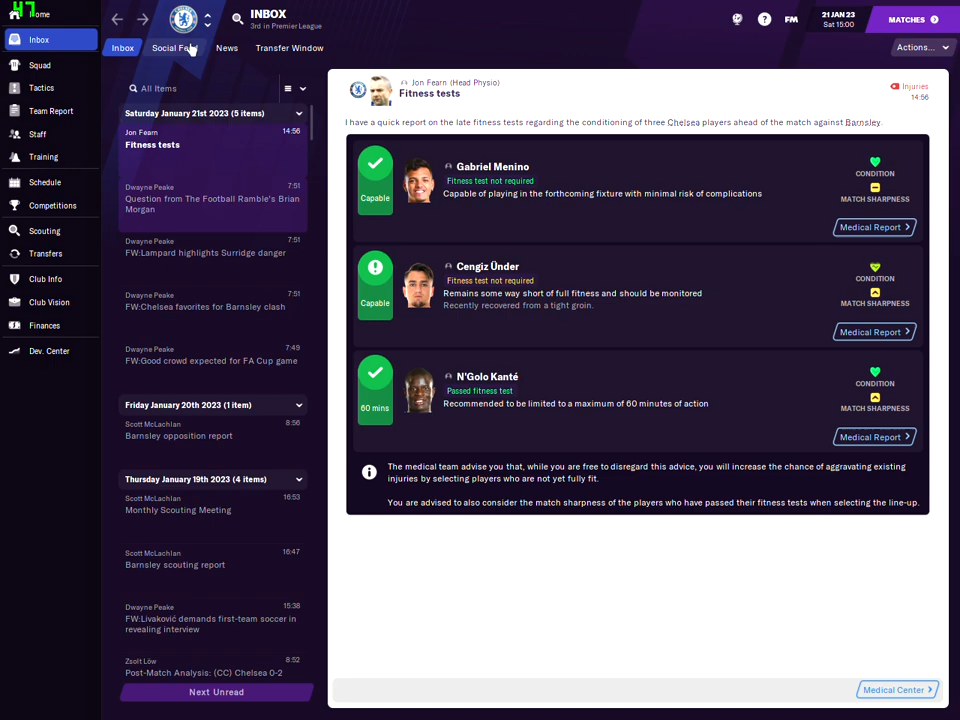 47
Home
Inbox
Squad
Tactics
Team Report
Staff
Training
Schedule
Competitions
Scouting
Transfers
Club Info
Club Vision
Finances
Dev. Center
INBOX
3rd in Premier League
FM
21 JAN 23
Sat 15:00
MATCHES
Inbox
Social
News
Transfer Window
Actions...
All Items
Saturday January 21st 2023 (5 items)
Jon Fearn 14:56
Fitness tests
Dwayne Peake 7:51
Question from The Football Ramble's Brian
Morgan
Dwayne Peake 7:51
FW:Lampard highlights Surridge danger
Dwayne Peake 7:51
FW:Chelsea favorites for Barnsley clash
Dwayne Peake 7:49
FW:Good crowd expected for FA Cup game
Friday January 20th 2023 (1 item)
Scott McLachlan 8:56
Barnsley opposition report
Thursday January 19th 2023 (4 items)
Scott McLachlan 16:53
Monthly Scouting Meeting
Scott McLachlan 16:47
Barnsley scouting report
Dwayne Peake 15:38
FW:Livaković demands first-team soccer in
revealing interview
Zsolt Löw 8:52
Post-Match Analysis: (CC) Chelsea 0-2
Next Unread
Jon Fearn (Head Physio)
Fitness tests
Injuries
14:56
I have a quick report on the late fitness tests regarding the conditioning of three Chelsea players ahead of the match against Barnsley.
Capable
Gabriel Menino
Fitness test not required
Capable of playing in the forthcoming fixture with minimal risk of complications
CONDITION
MATCH SHARPNESS
Medical Report
Capable
Cengiz Ünder
Fitness test not required
Remains some way short of full fitness and should be monitored
Recently recovered from a tight groin.
CONDITION
MATCH SHARPNESS
Medical Report
60 mins
N'Golo Kanté
Passed fitness test
Recommended to be limited to a maximum of 60 minutes of action
CONDITION
MATCH SHARPNESS
Medical Report
The medical team advise you that, while you are free to disregard this advice, you will increase the chance of aggravating existing
injuries by selecting players who are not yet fully fit.
You are advised to also consider the match sharpness of the players who have passed their fitness tests when selecting the line-up.
Medical Center